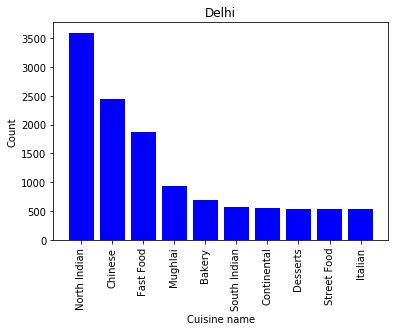 Delhi
3500
3000
2500
2000
1500
1000
500
0
Count
North Indian
Chinese
Fast Food
Mughlai
Bakery
South Indian
Continental
Desserts
Street Food
Italian
Cuisine name